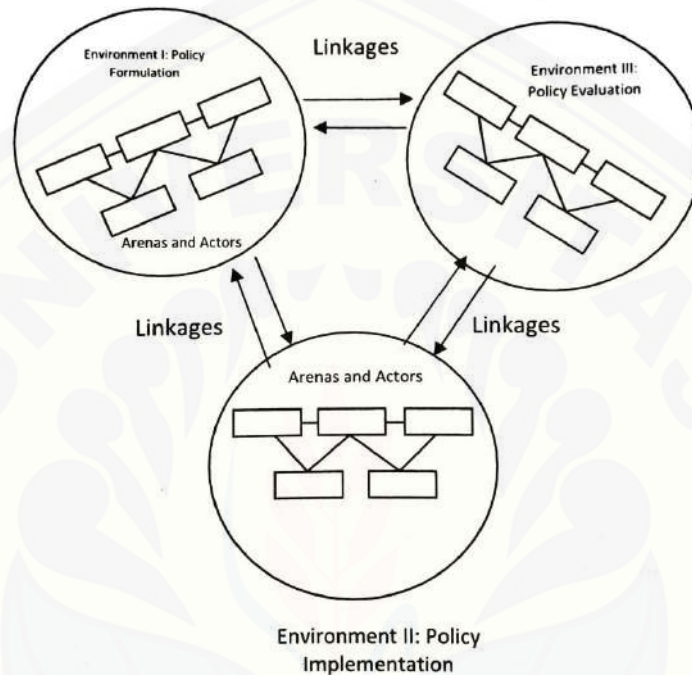 Environment I: Policy
Formulation
Arenas and Actors
Linkages
Environment III:
Policy Evaluation
Linkages
Linkages
Arenas and Actors
Environment II: Policy
Implementation
UNIVERSITAS